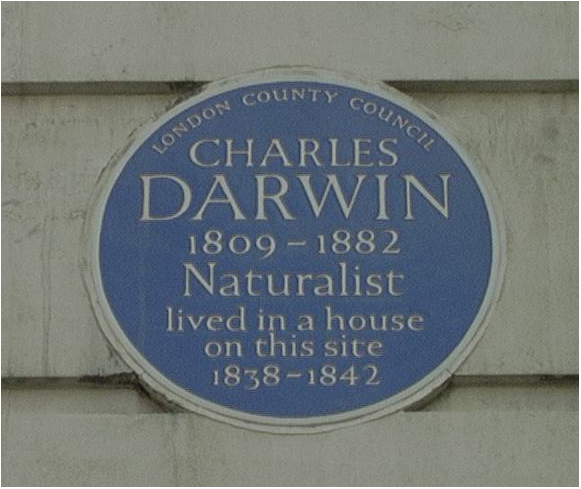 LONDON COUNTY COUNCIL
CHARLES
DARWIN
1809 – 1882
Naturalist
lived in a house
on this site
1838 – 1842